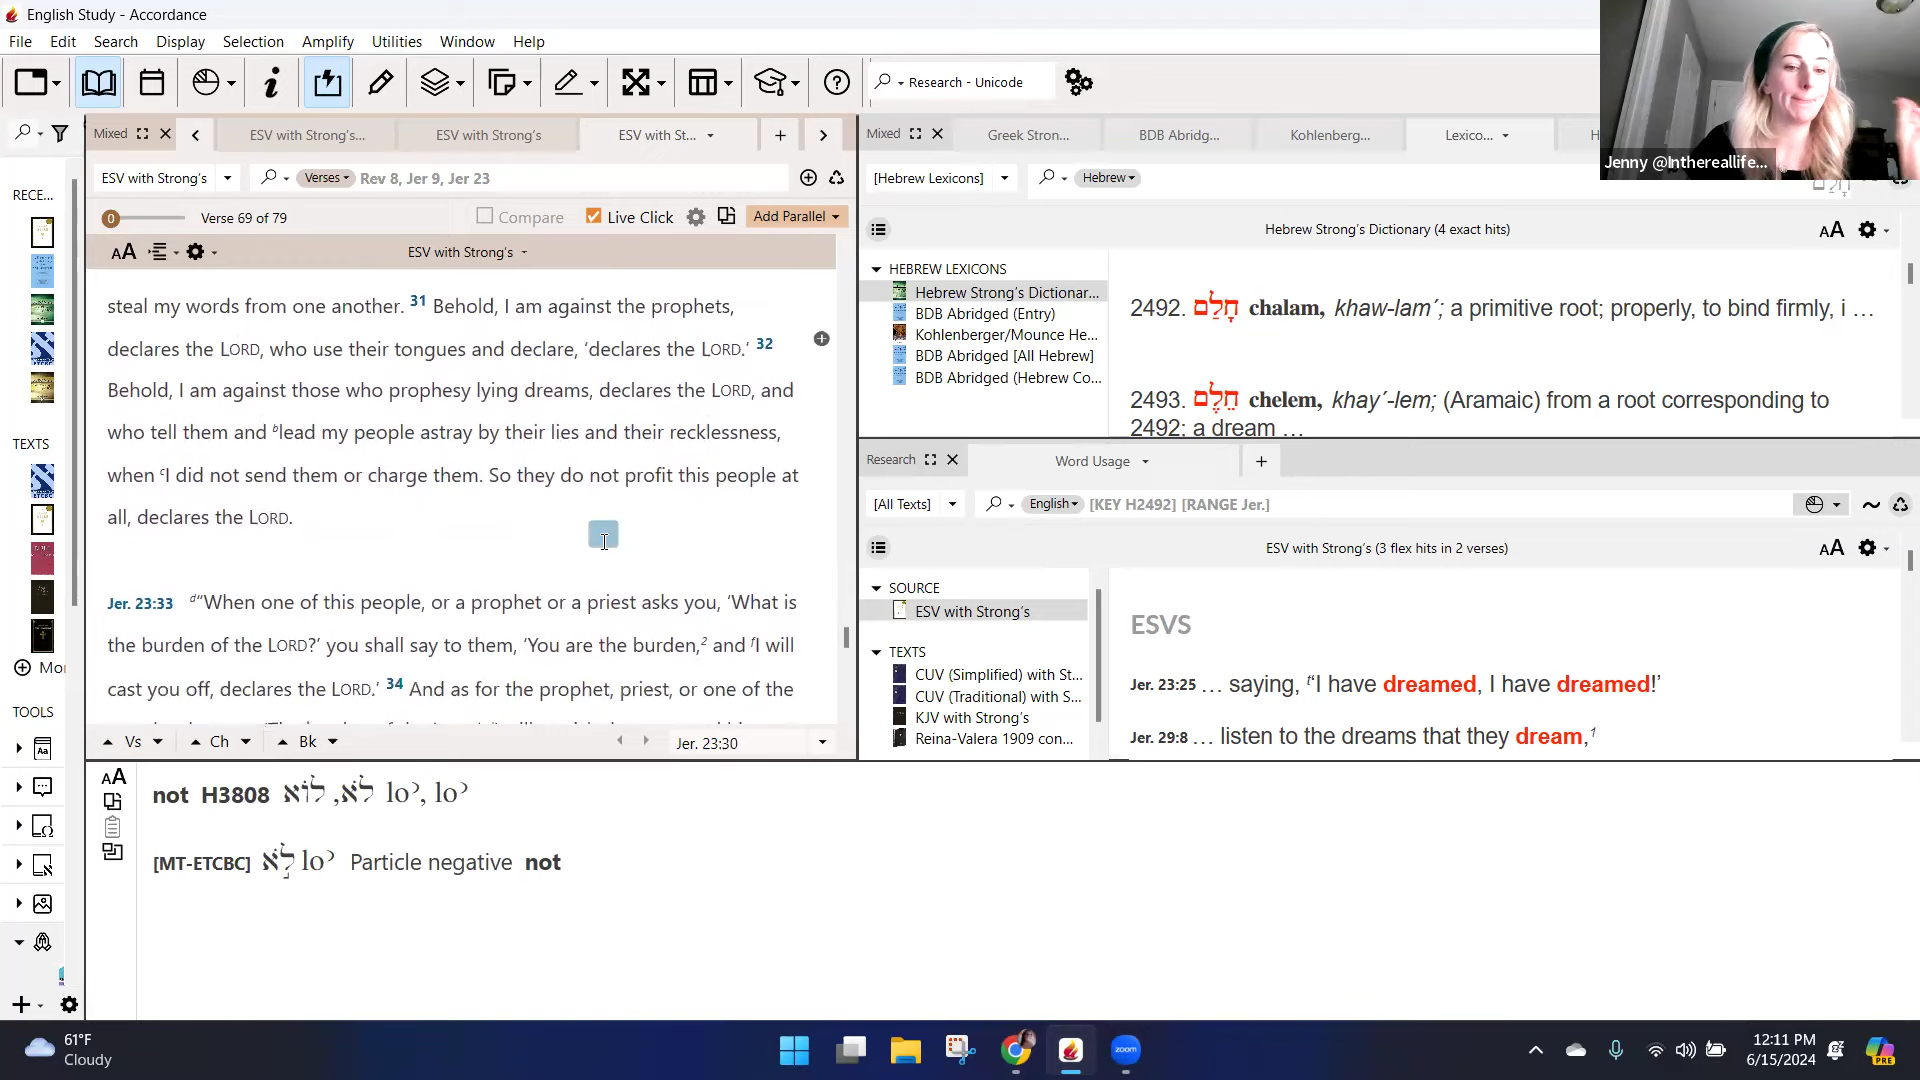 English Study - Accordance
File Edit Search Display Selection Amplify Utilities Window Help
Research - Unicode
Mixed ESV with Strong's... ESV with Strong's ESV with St...
ESV with Strong's Verses Rev 8, Jer 9, Jer 23
0 Verse 69 of 79 Compare Live Click Add Parallel
AA ESV with Strong's
steal my words from one another. 31 Behold, I am against the prophets,
declares the LORD, who use their tongues and declare, ‘declares the LORD.’ 32
Behold, I am against those who prophesy lying dreams, declares the LORD, and
who tell them and b lead my people astray by their lies and their recklessness,
when c I did not send them or charge them. So they do not profit this people at
all, declares the LORD.
Jer. 23:33 d “When one of this people, or a prophet or a priest asks you, ‘What is
the burden of the LORD?’ you shall say to them, ‘You are the burden,2 and f I will
cast you off, declares the LORD.’ 34 And as for the prophet, priest, or one of the
Vs Ch Bk Jer. 23:30
RECE...
TEXTS
Mo
TOOLS
Mixed Greek Stron... BDB Abridg... Kohlenberg... Lexico...
[Hebrew Lexicons] Hebrew
Hebrew Strong's Dictionary (4 exact hits) AA
HEBREW LEXICONS
Hebrew Strong's Dictionar...
BDB Abridged (Entry)
Kohlenberger/Mounce He...
BDB Abridged [All Hebrew]
BDB Abridged (Hebrew Co...
2492. חָלַם chalam, khaw-lam´; a primitive root; properly, to bind firmly, i ...
2493. חֵלֶם chelem, khay´-lem; (Aramaic) from a root corresponding to
2492; a dream ...
Research Word Usage
[All Texts] English [KEY H2492] [RANGE Jer.]
ESV with Strong's (3 flex hits in 2 verses) AA
SOURCE
ESV with Strong's
TEXTS
CUV (Simplified) with St...
CUV (Traditional) with S...
KJV with Strong's
Reina-Valera 1909 con...
ESVS
Jer. 23:25 ... saying, t ‘I have dreamed, I have dreamed!’
Jer. 29:8 ... listen to the dreams that they dream,1
AA not H3808 לֹא, לוֹא loʾ, loʾ
[MT-ETCBC] לֹא loʾ Particle negative not
Jenny @Inthereallife...
61°F
Cloudy
zoom
12:11 PM
6/15/2024
PRE